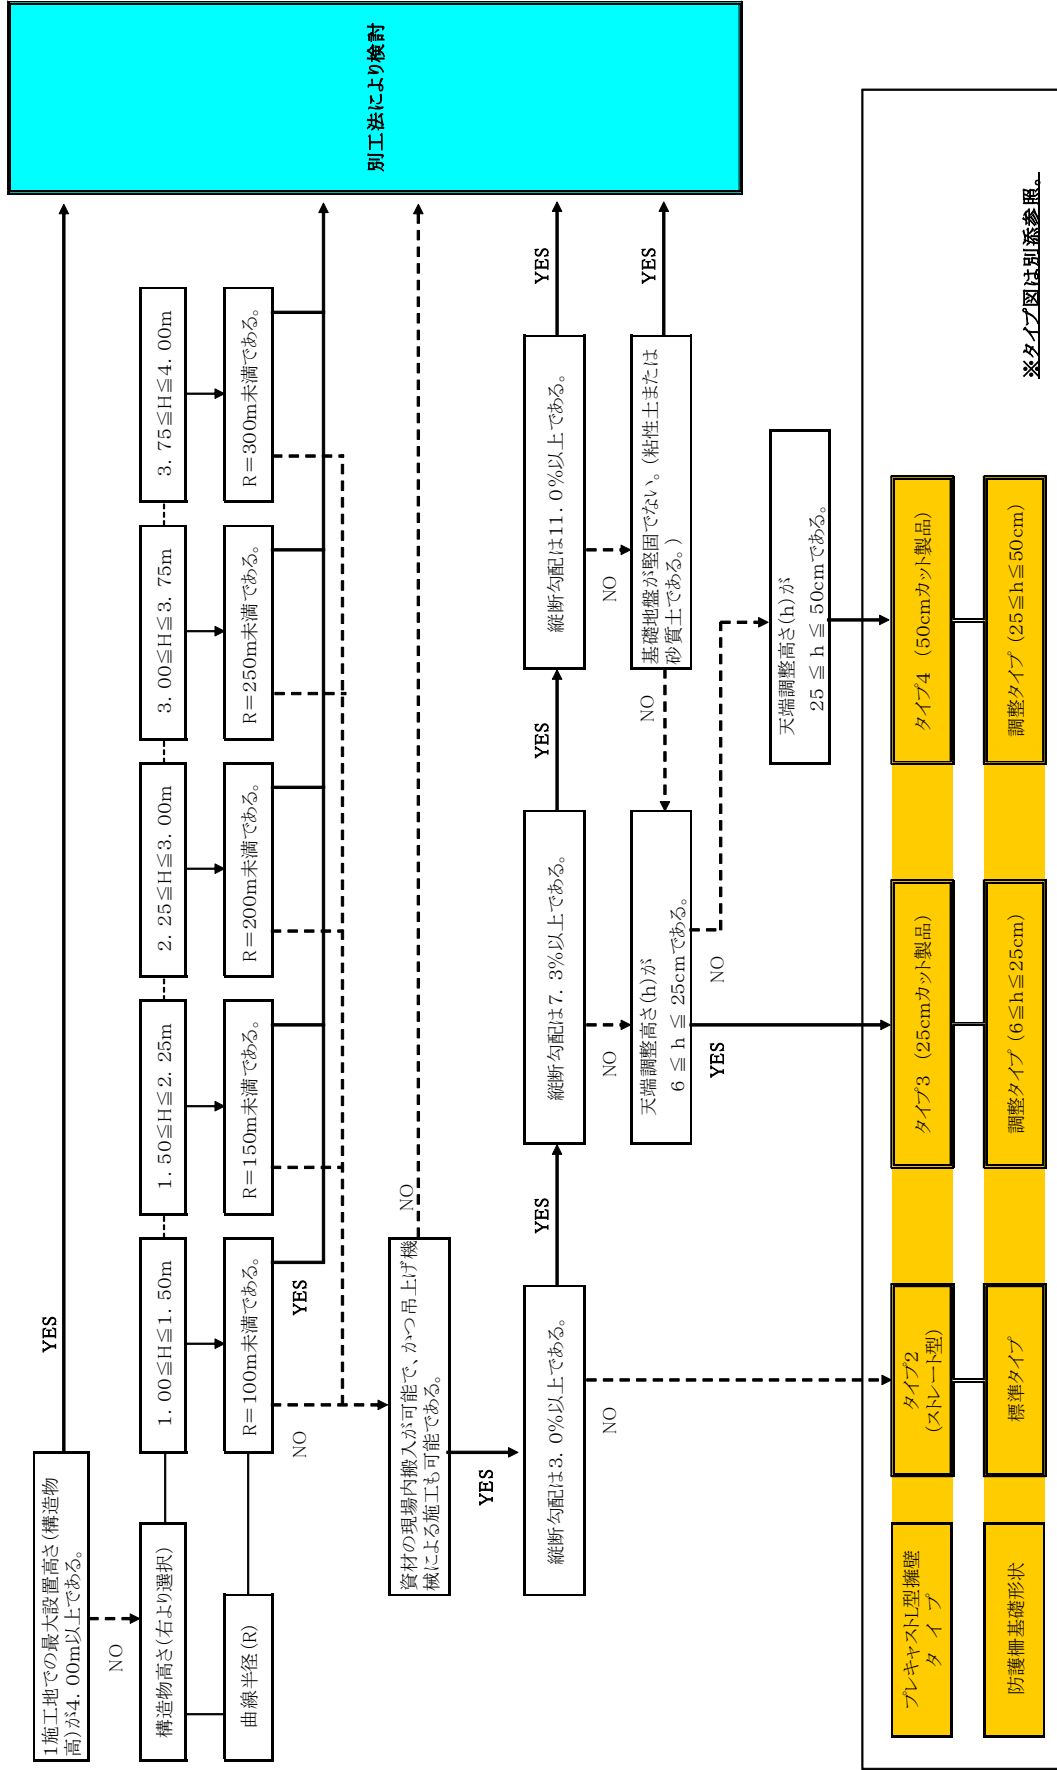 1施工地での最大設置高さ(構造物
高)が4．00m以上である。
YES
NO
別工法により検討
構造物高さ(右より選択)
1．00≦H≦1．50m
1．50≦H≦2．25m
2．25≦H≦3．00m
3．00≦H≦3．75m
3．75≦H≦4．00m
曲線半径(R)
R＝100m未満である。
R＝150m未満である。
R＝200m未満である。
R＝250m未満である。
R＝300m未満である。
NO
YES
資材の現場内搬入が可能で、かつ吊上げ機
械による施工も可能である。
NO
YES
縦断勾配は3．0%以上である。
YES
縦断勾配は7．3%以上である。
YES
縦断勾配は11．0%以上である。
YES
NO
NO
NO
天端調整高さ(h)が
6 ≦ h ≦ 25cmである。
NO
基礎地盤が堅固でない。(粘性土または
砂質土である。)
YES
YES
NO
天端調整高さ(h)が
25 ≦ h ≦ 50cmである。
プレキャストL型擁壁
タ イ プ
タイプ2
(ストレート型)
タイプ3 (25cmカット製品)
タイプ4 (50cmカット製品)
防護柵基礎形状
標準タイプ
調整タイプ (6≦h≦25cm)
調整タイプ (25≦h≦50cm)
※タイプ図は別添参照。